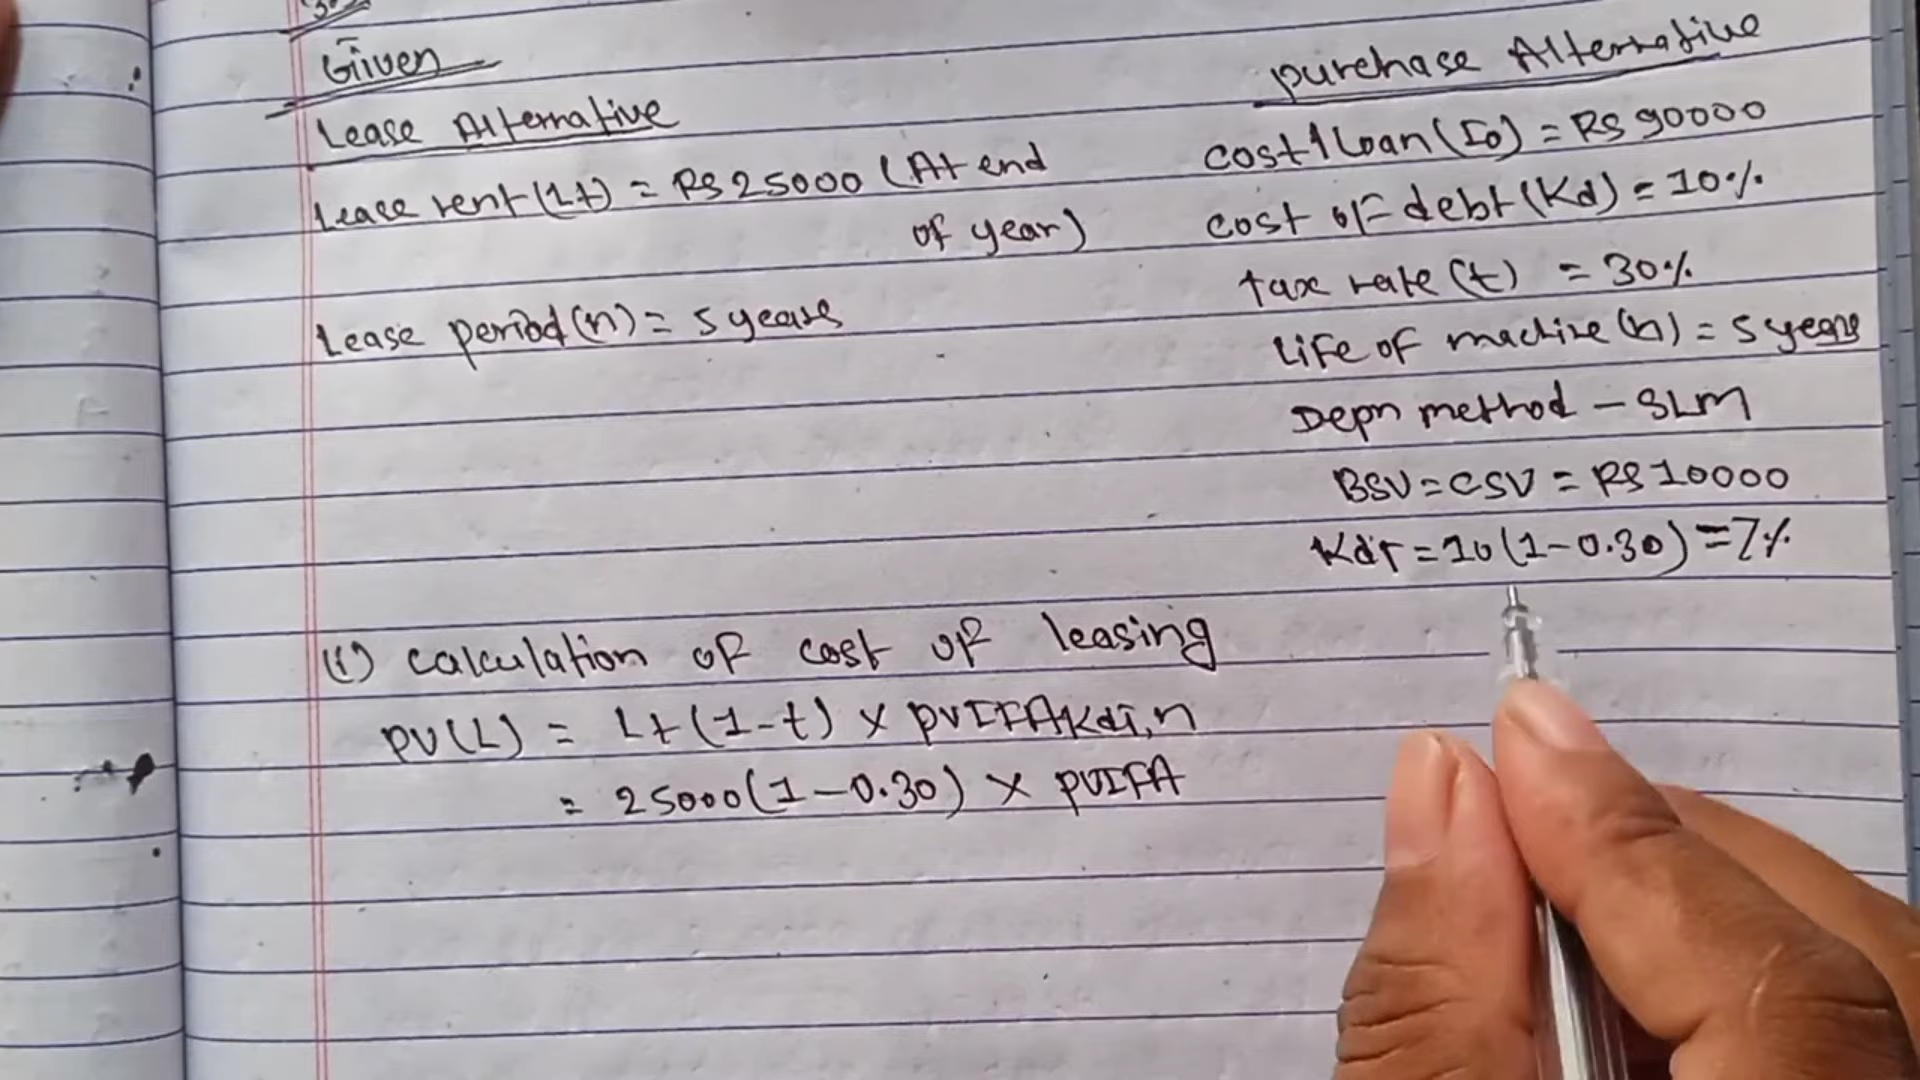 Given
Lease Alternative
Lease rent (Lt) = RS 25000 (At end
of year)
Lease period (n) = 5 years
purchase Alternative
cost / Loan (I0) = RS 90000
cost of debt (Kd) = 10%
tax rate (t) = 30%
Life of machine (n) = 5 years
Depn method - SLM
BSV = CSV = RS 10000
KdT = 10 (1-0.30) = 7%
(i) calculation of cost of leasing
PV(L) = Lt (1-t) × PVIFAKdT,n
= 25000 (1-0.30) × PVIFA